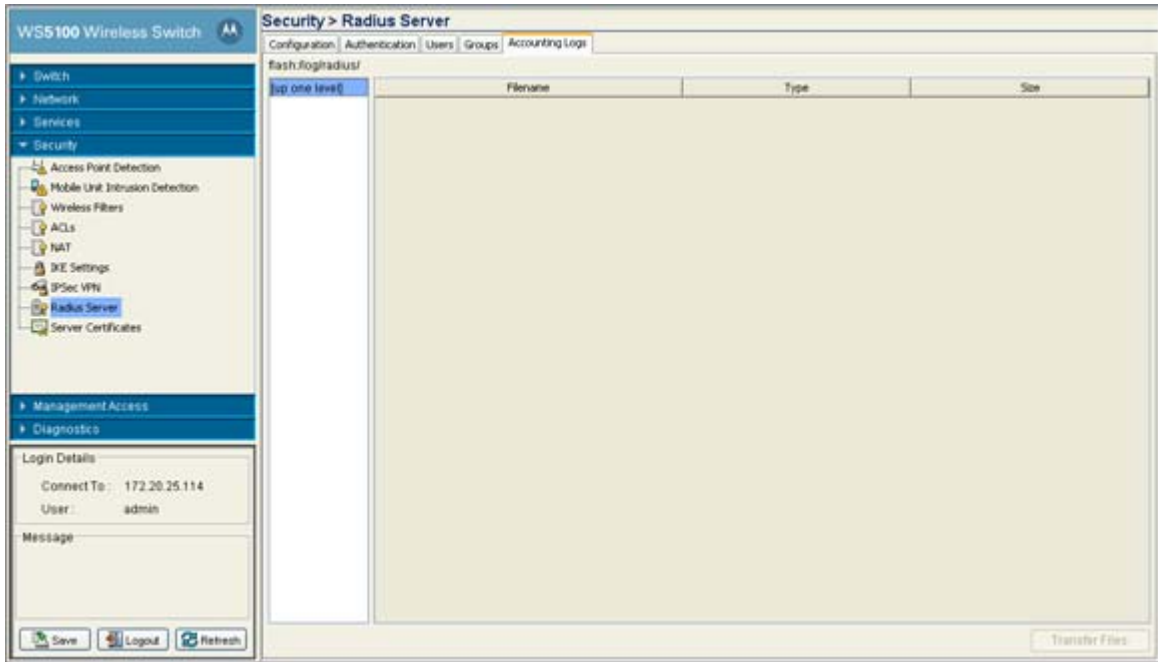 WS5100 Wireless Switch
Switch
Network
Services
Security
Access Point Detection
Mobile Unit Intrusion Detection
Wireless Filters
ACLs
NAT
IKE Settings
IPSec VPN
Radius Server
Server Certificates
Management Access
Diagnostics
Login Details
Connect To : 172.20.25.114
User : admin
Message
Save Logout Refresh
Security > Radius Server
Configuration Authentication Users Groups Accounting Logs
flash:/log/radius/
[up one level] Filename Type Size
Transfer Files